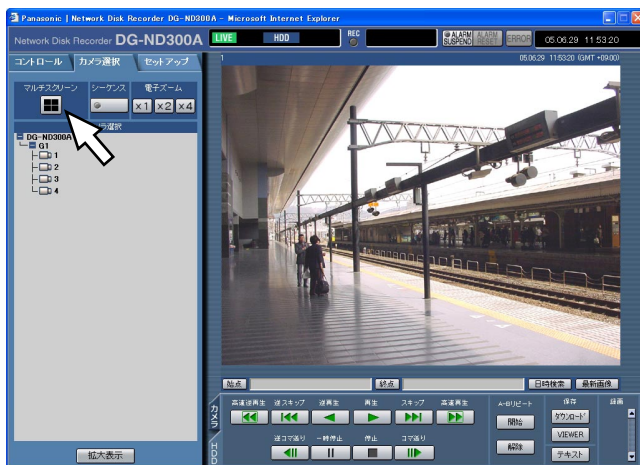 Panasonic | Network Disk Recorder DG-ND300A - Microsoft Internet Explorer
Network Disk Recorder DG-ND300A
LIVE HDD REC ALARM SUSPEND ALARM RESET ERROR 05.06.29 11:53:20
コントロール カメラ選択 セットアップ
1 05.06.29 11:53:20 (GMT +09:00)
マルチスクリーン シーケンス 電子ズーム
x1 x2 x4
ラ選択
DG-ND300A
G1
1
2
3
4
始点 終点 日時検索 最新画像
カメラ
HDD
高速逆再生 逆スキップ 逆再生 再生 スキップ 高速再生 A-Bリピート 保存 録画
開始 ダウンロード
逆コマ送り 一時停止 停止 コマ送り VIEWER
解除 テキスト
拡大表示